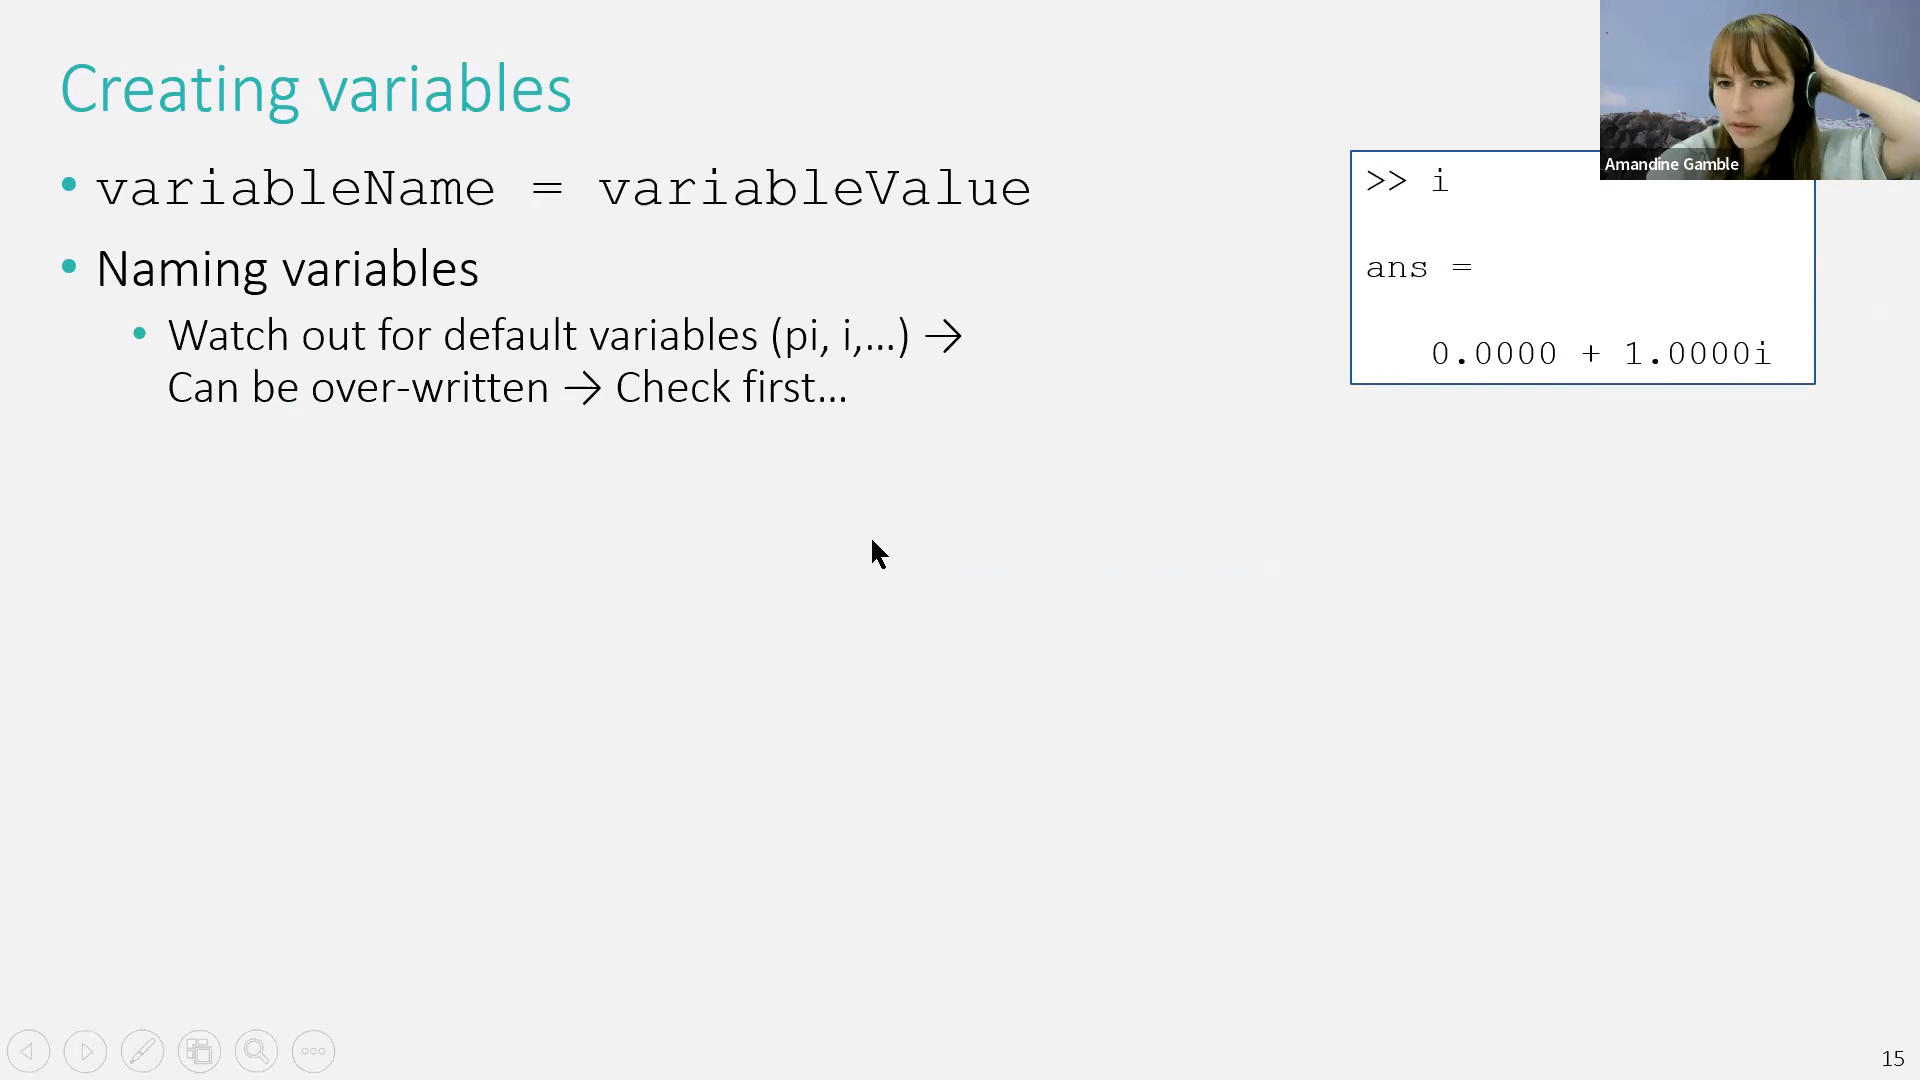 Creating variables
• variableName = variableValue
• Naming variables
• Watch out for default variables (pi, i,…) →
Can be over-written → Check first…
>> i
ans =
0.0000 + 1.0000i
Amandine Gamble
15